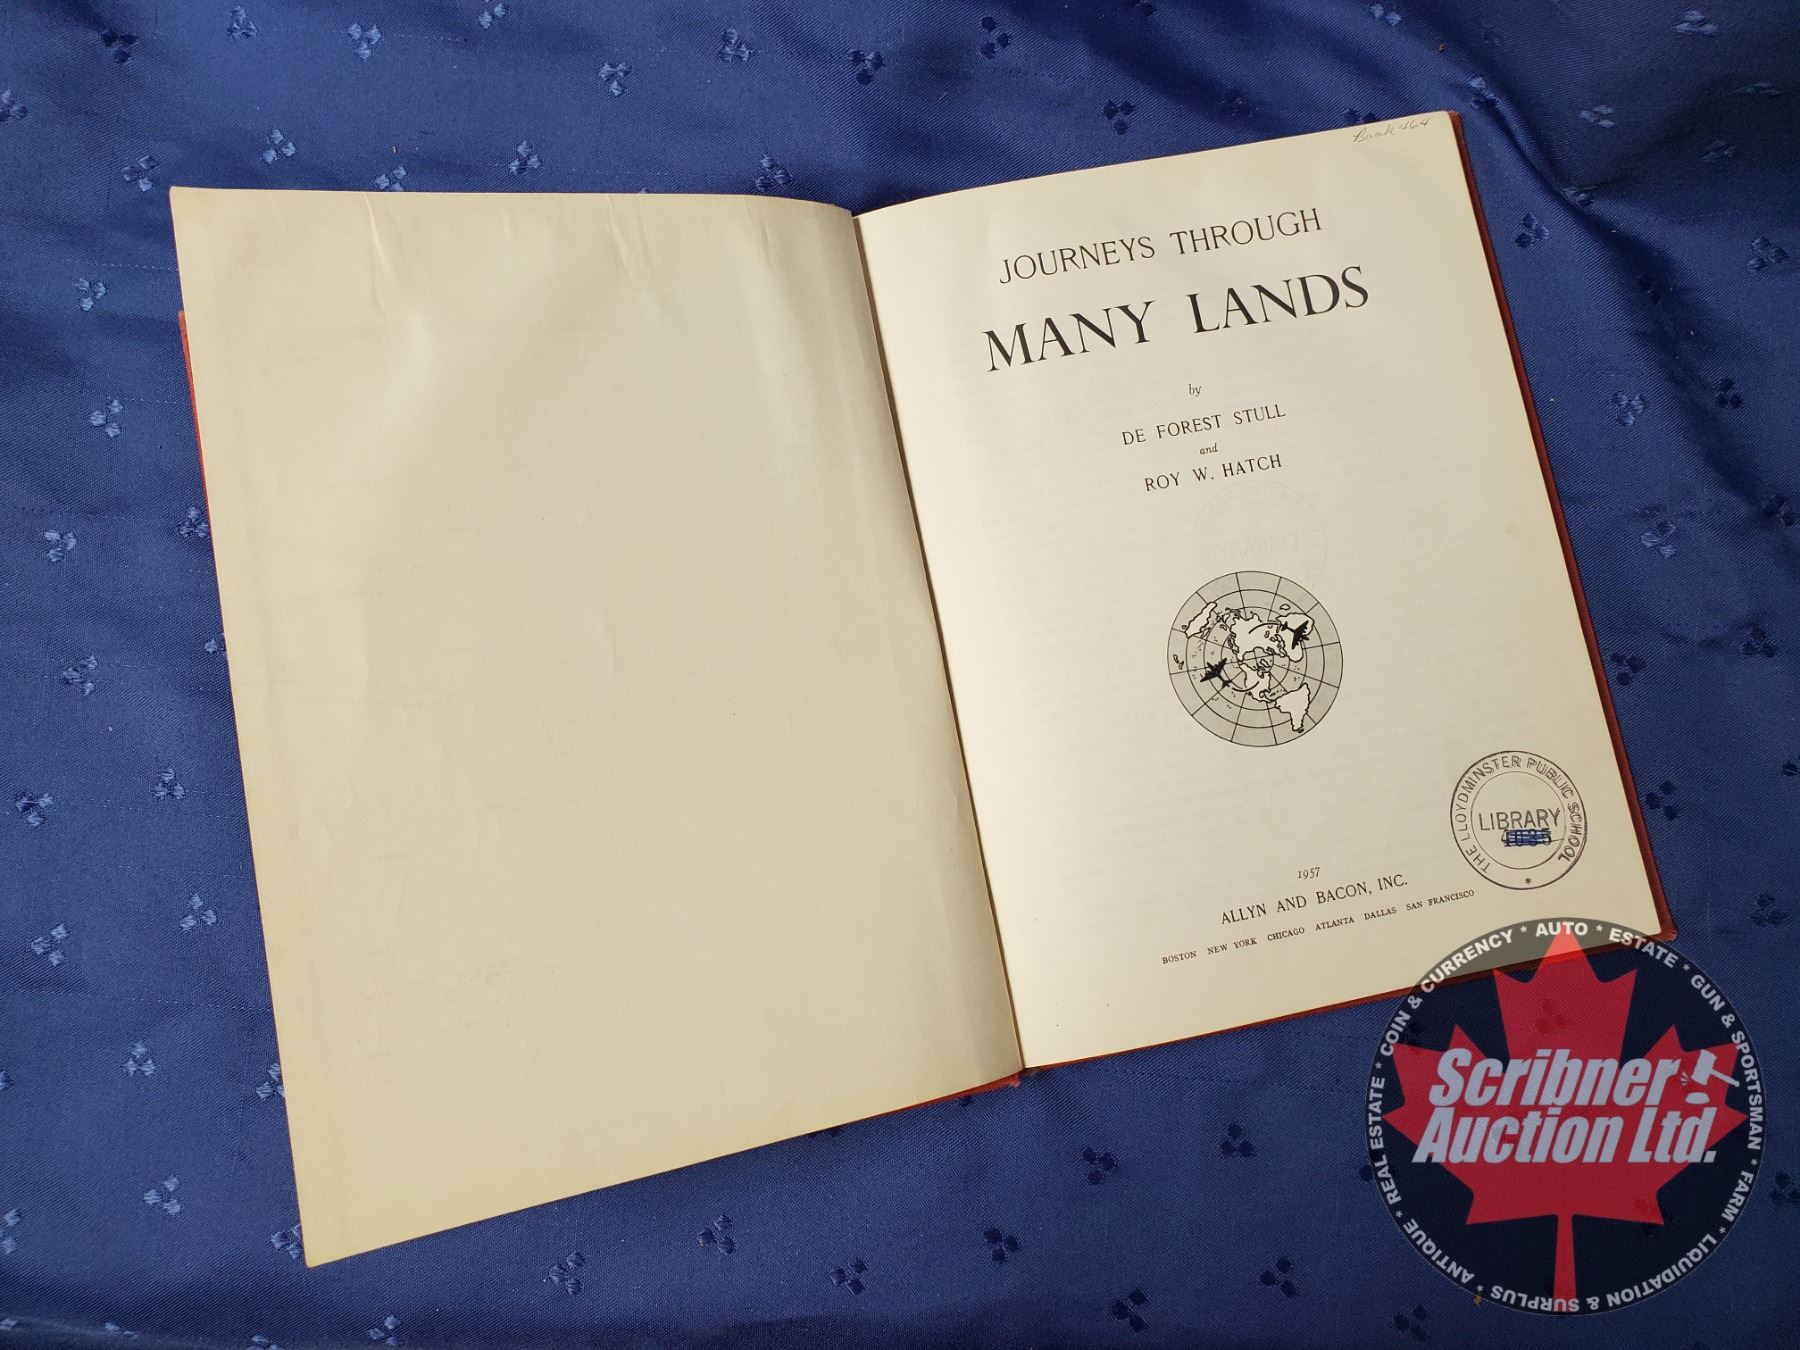 Book 464
JOURNEYS THROUGH
MANY LANDS
by
DE FOREST STULL
and
ROY W. HATCH
1957
ALLYN AND BACON, INC.
BOSTON NEW YORK CHICAGO ATLANTA DALLAS SAN FRANCISCO
THE LLOYDMINSTER PUBLIC SCHOOL
LIBRARY
*
REAL ESTATE * COIN & CURRENCY * AUTO * ESTATE * GUN & SPORTSMAN * FARM * LIQUIDATION & SURPLUS * ANTIQUE *
Scribner
Auction Ltd.